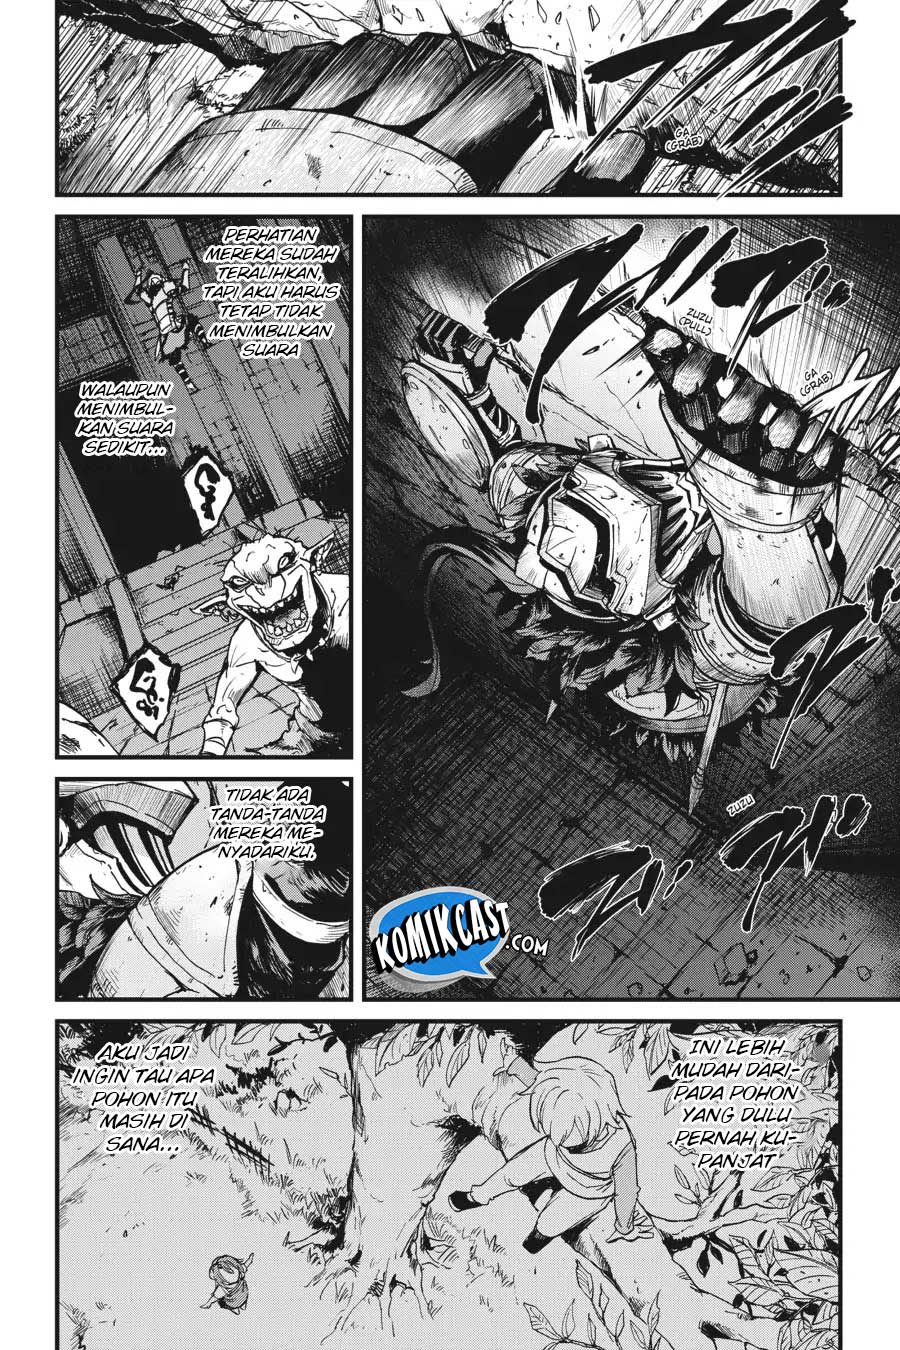 GA
(GRAB)
ZUZU
(PULL)
GA
(GRAB)
ZUZU
PERHATIAN
MEREKA SUDAH
TERALIHKAN,
TAPI AKU HARUS
TETAP TIDAK
MENIMBULKAN
SUARA
WALAUPUN
MENIMBUL-
KAN SUARA
SEDIKIT...
TIDAK ADA
TANDA-TANDA
MEREKA ME-
NYADARIKU.
KOMIKCAST.COM
INI LEBIH
MUDAH DARI-
PADA POHON
YANG DULU
PERNAH KU-
PANJAT
AKU JADI
INGIN TAU APA
POHON ITU
MASIH DI
SANA...